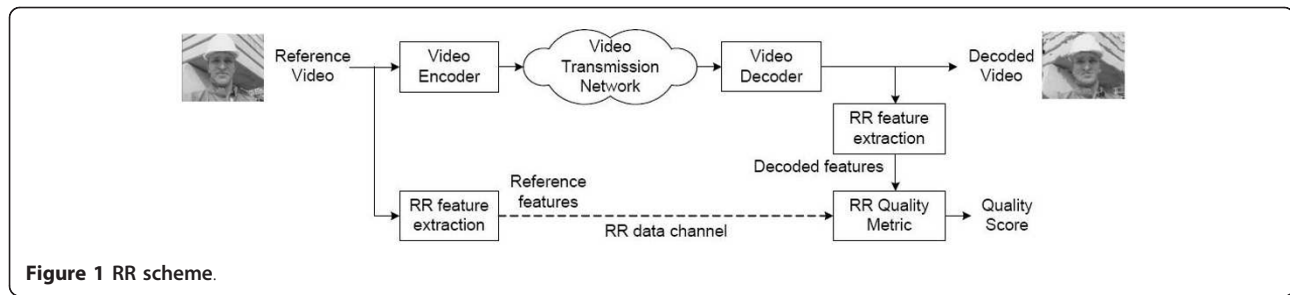 Reference
Video
Video
Encoder
Video
Transmission
Network
Video
Decoder
Decoded
Video
RR feature
extraction
Decoded features
Reference
features
RR feature
extraction
RR data channel
RR Quality
Metric
Quality
Score
Figure 1 RR scheme.